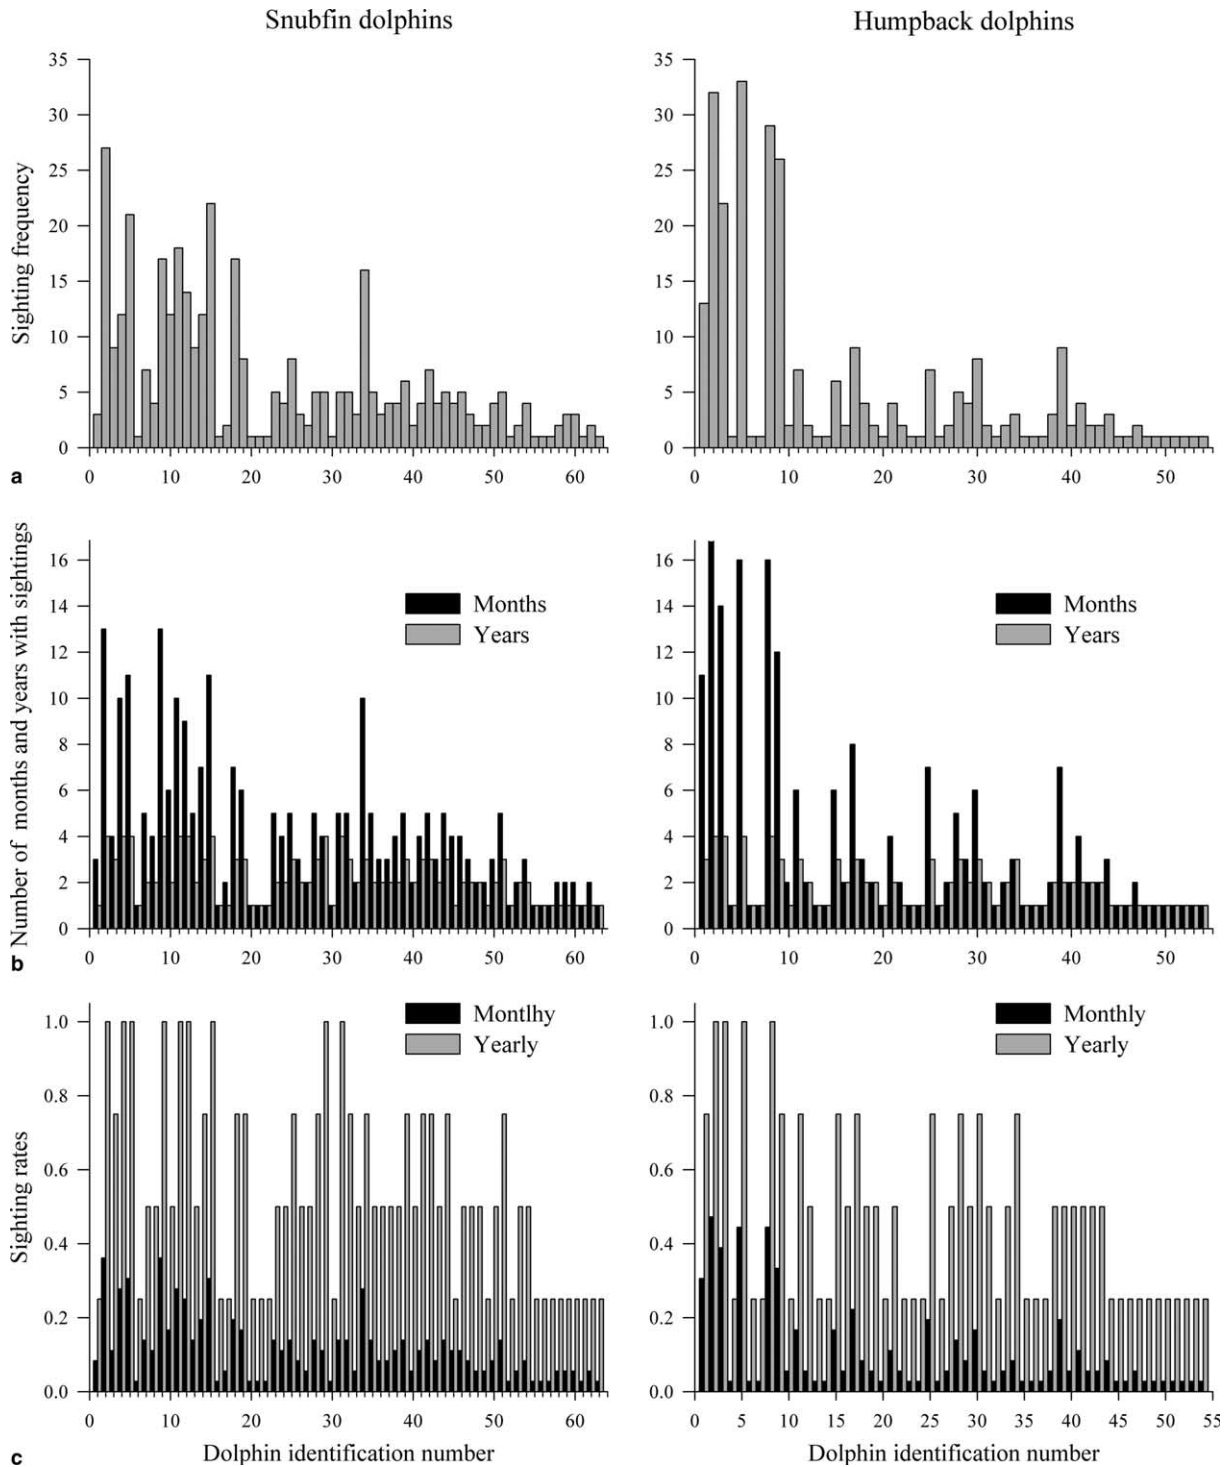 Snubfin dolphins
Humpback dolphins
Sighting frequency
35
30
25
20
15
10
5
0
0 10 20 30 40 50 60
35
30
25
20
15
10
5
0
0 10 20 30 40 50
a
Number of months and years with sightings
16
14
12
10
8
6
4
2
0
Months
Years
0 10 20 30 40 50 60
16
14
12
10
8
6
4
2
0
Months
Years
0 10 20 30 40 50
b
Sighting rates
1.0
0.8
0.6
0.4
0.2
0.0
Montlhy
Yearly
0 10 20 30 40 50 60
Dolphin identification number
1.0
0.8
0.6
0.4
0.2
0.0
Monthly
Yearly
0 5 10 15 20 25 30 35 40 45 50 55
Dolphin identification number
c